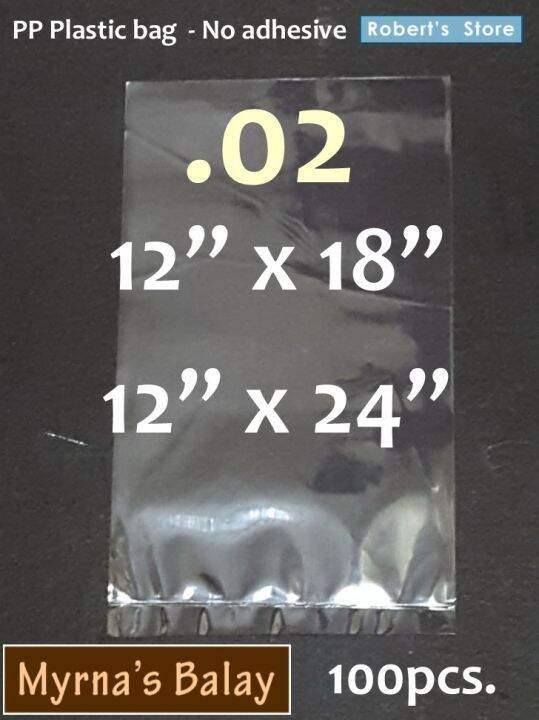 PP Plastic bag - No adhesive Robert's Store
.02
12” x 18”
12” x 24”
Myrna's Balay 100pcs.